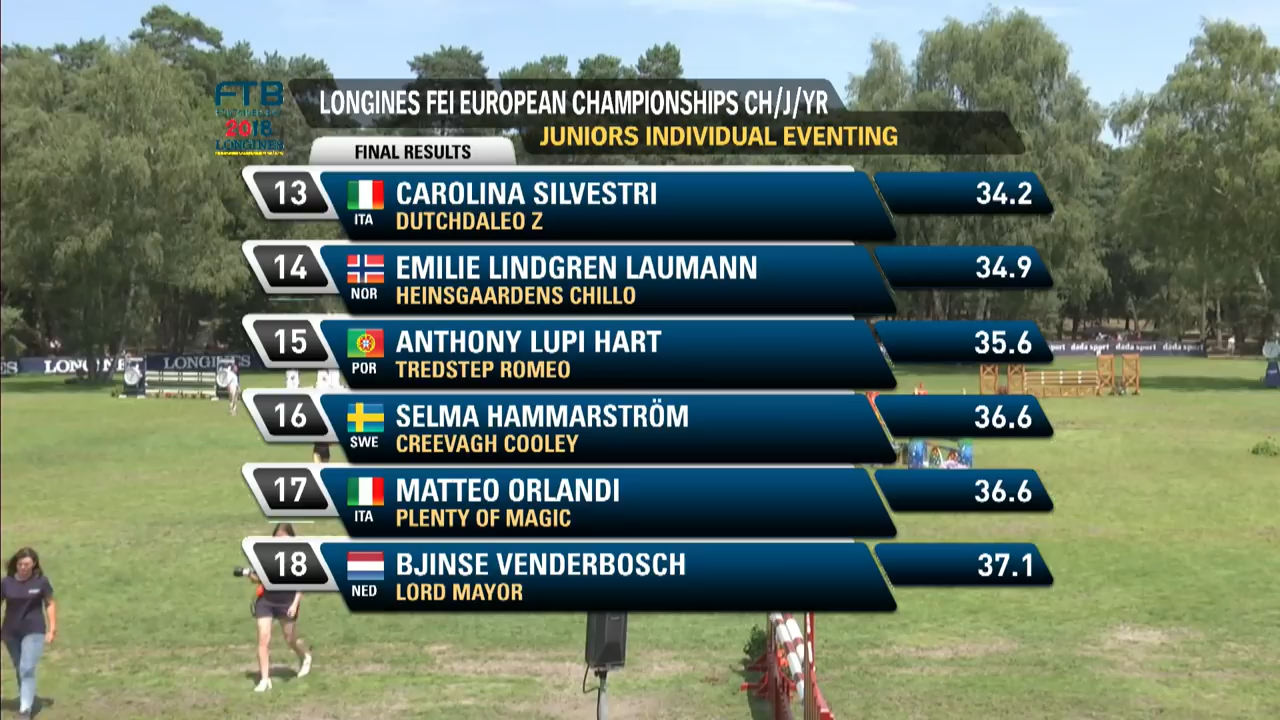 FTB
2018
LONGINES
LONGINES FEI EUROPEAN CHAMPIONSHIPS CH/J/YR
JUNIORS INDIVIDUAL EVENTING
FINAL RESULTS
13 ITA CAROLINA SILVESTRI 34.2
DUTCHDALEO Z
14 NOR EMILIE LINDGREN LAUMANN 34.9
HEINSGAARDENS CHILLO
15 POR ANTHONY LUPI HART 35.6
TREDSTEP ROMEO
16 SWE SELMA HAMMARSTRÖM 36.6
CREEVAGH COOLEY
17 ITA MATTEO ORLANDI 36.6
PLENTY OF MAGIC
18 NED BJINSE VENDERBOSCH 37.1
LORD MAYOR
LONGINES
dada sport dada sport